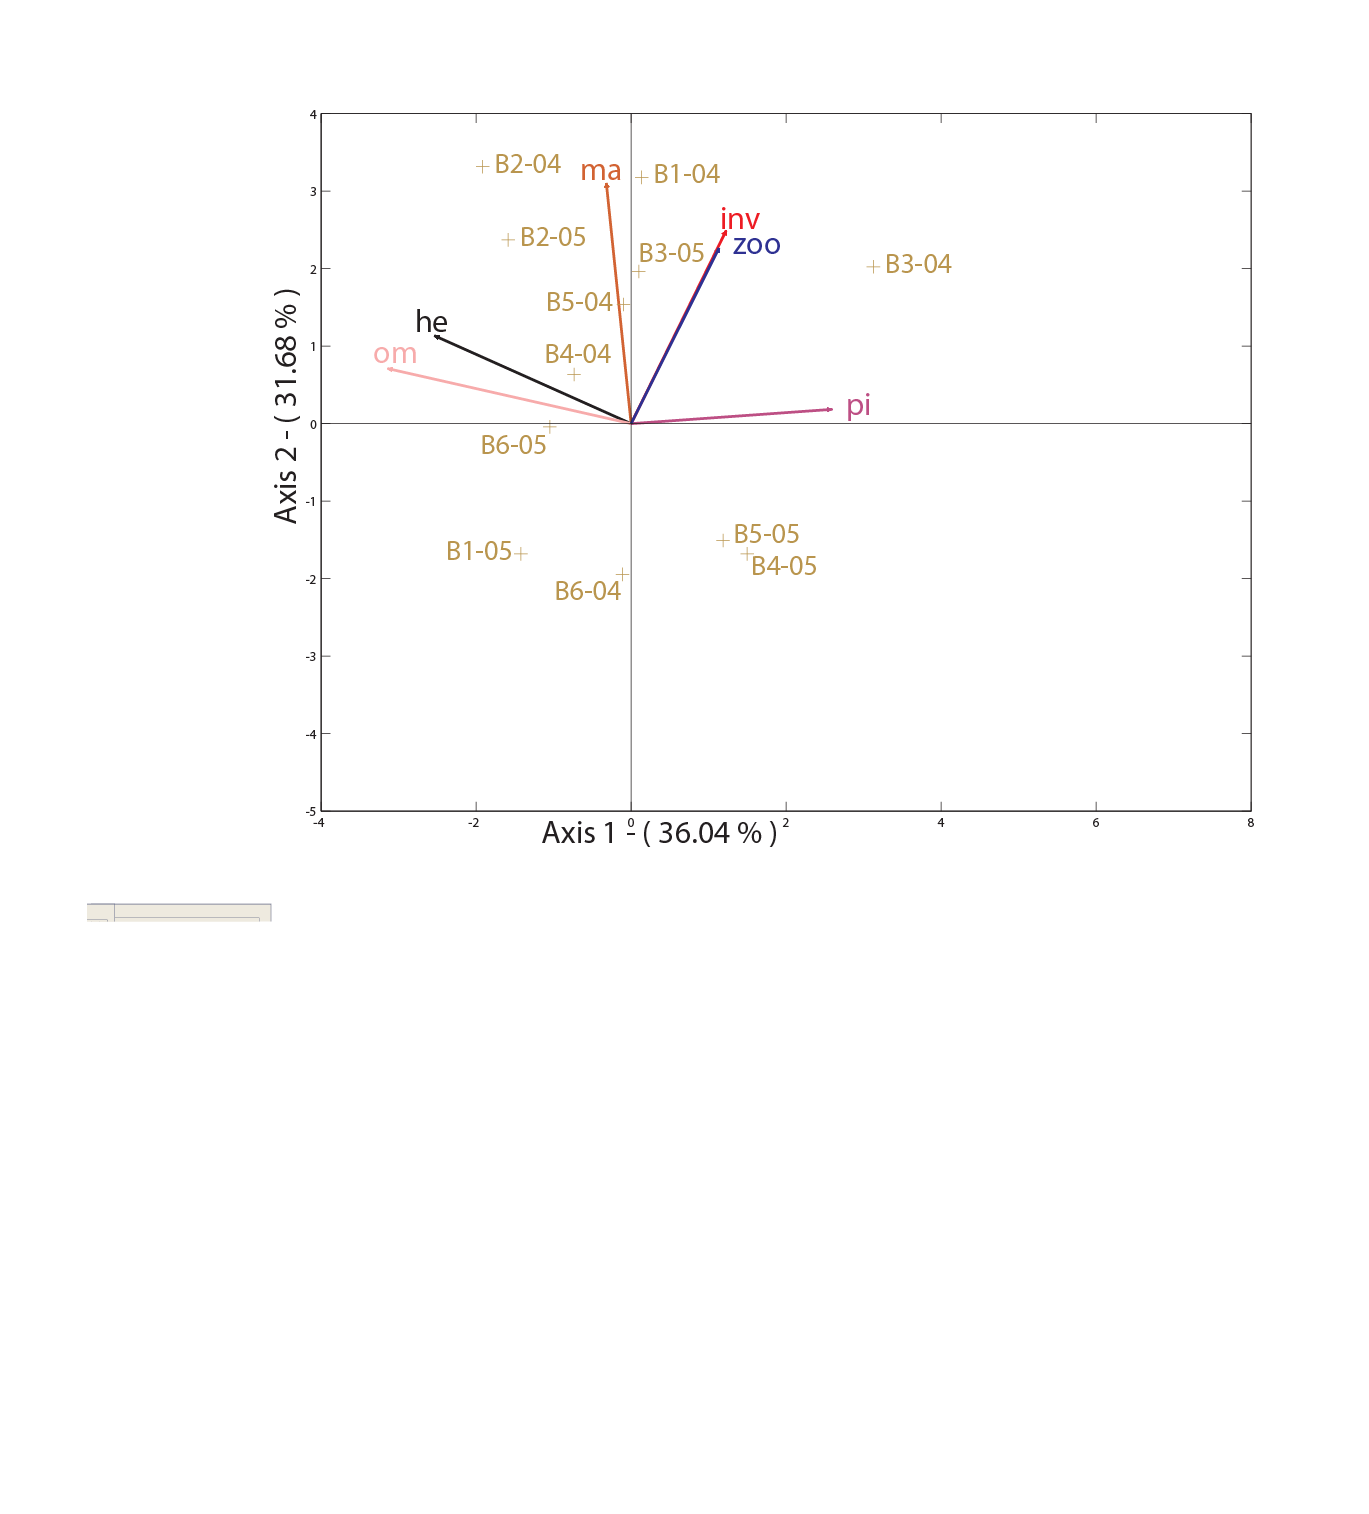 4
B2-04
ma
B1-04
3
inv
B2-05
zoo
B3-05
B3-04
2
B5-04
he
1
B4-04
om
pi
0
B6-05
Axis 2 - ( 31.68 % )
-1
B5-05
B1-05
B4-05
-2
B6-04
-3
-4
-5
-4 -2 0 2 4 6 8
Axis 1 - ( 36.04 % )